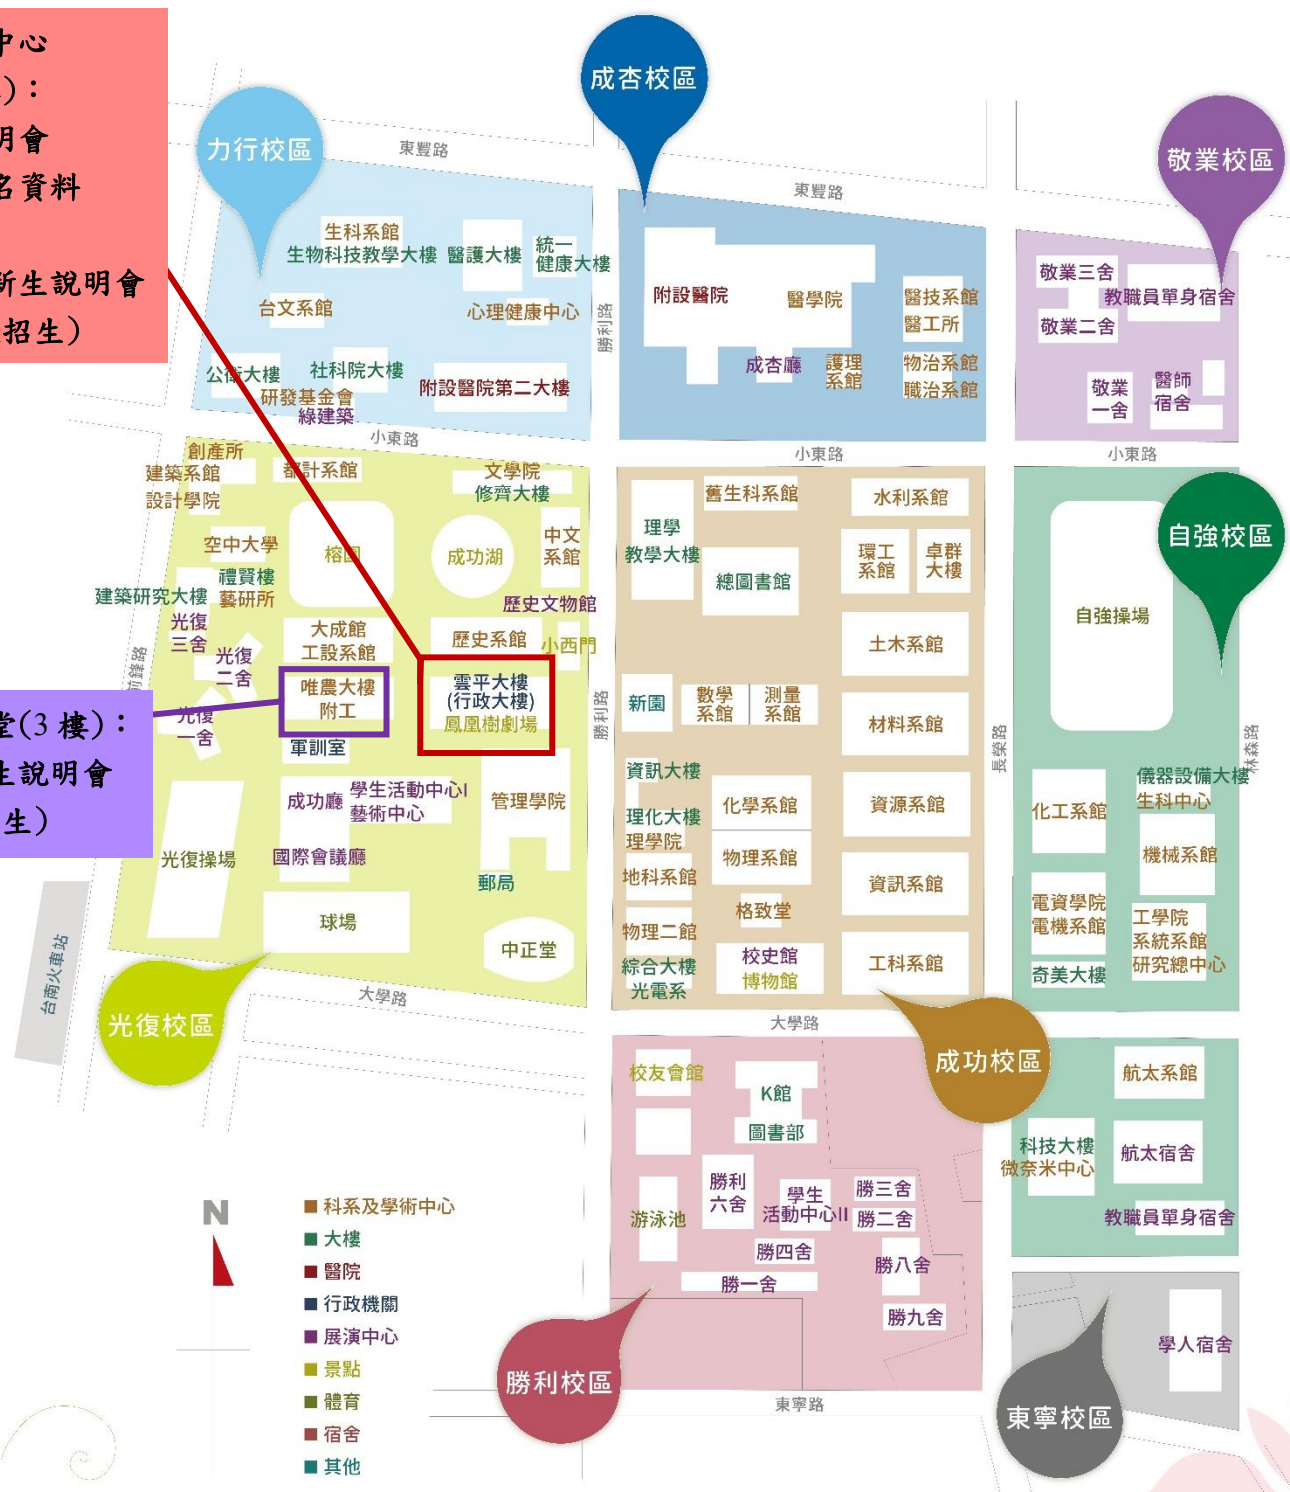 中心
)：
明會
名資料
新生說明會
招生）
成杏校區
力行校區
敬業校區
東豐路
東豐路
生科系館
生物科技教學大樓
醫護大樓
統一
健康大樓
台文系館
心理健康中心
公衛大樓
社科院大樓
研發基金會
綠建築
附設醫院第二大樓
勝利路
附設醫院
醫學院
醫技系館
醫工所
成杏廳
護理
系館
物治系館
職治系館
敬業三舍
教職員單身宿舍
敬業二舍
敬業
一舍
醫師
宿舍
小東路
小東路
小東路
創產所
建築系館
設計學院
都計系館
文學院
修齊大樓
空中大學
榕園
成功湖
中文
系館
禮賢樓
藝研所
建築研究大樓
歷史文物館
光復
三舍
大成館
工設系館
歷史系館
小西門
光復
二舍
前鋒路
唯農大樓
附工
雲平大樓
(行政大樓)
鳳凰樹劇場
光復
一舍
軍訓室
堂(3 樓)：
生說明會
生）
成功廳
學生活動中心I
藝術中心
管理學院
光復操場
國際會議廳
郵局
球場
中正堂
台南火車站
大學路
光復校區
勝利路
理學
教學大樓
舊生科系館
水利系館
總圖書館
環工
系館
卓群
大樓
土木系館
新園
數學
系館
測量
系館
材料系館
資訊大樓
化學系館
資源系館
理化大樓
理學院
物理系館
地科系館
資訊系館
格致堂
物理二館
校史館
博物館
工科系館
綜合大樓
光電系
長榮路
大學路
成功校區
自強校區
自強操場
林森路
儀器設備大樓
生科中心
化工系館
機械系館
電資學院
電機系館
工學院
系統系館
研究總中心
奇美大樓
校友會館
K館
圖書部
勝利
六舍
學生
活動中心II
勝三舍
勝二舍
游泳池
勝四舍
勝一舍
勝八舍
勝九舍
勝利校區
東寧路
航太系館
科技大樓
微奈米中心
航太宿舍
教職員單身宿舍
學人宿舍
東寧校區
N
科系及學術中心
大樓
醫院
行政機關
展演中心
景點
體育
宿舍
其他